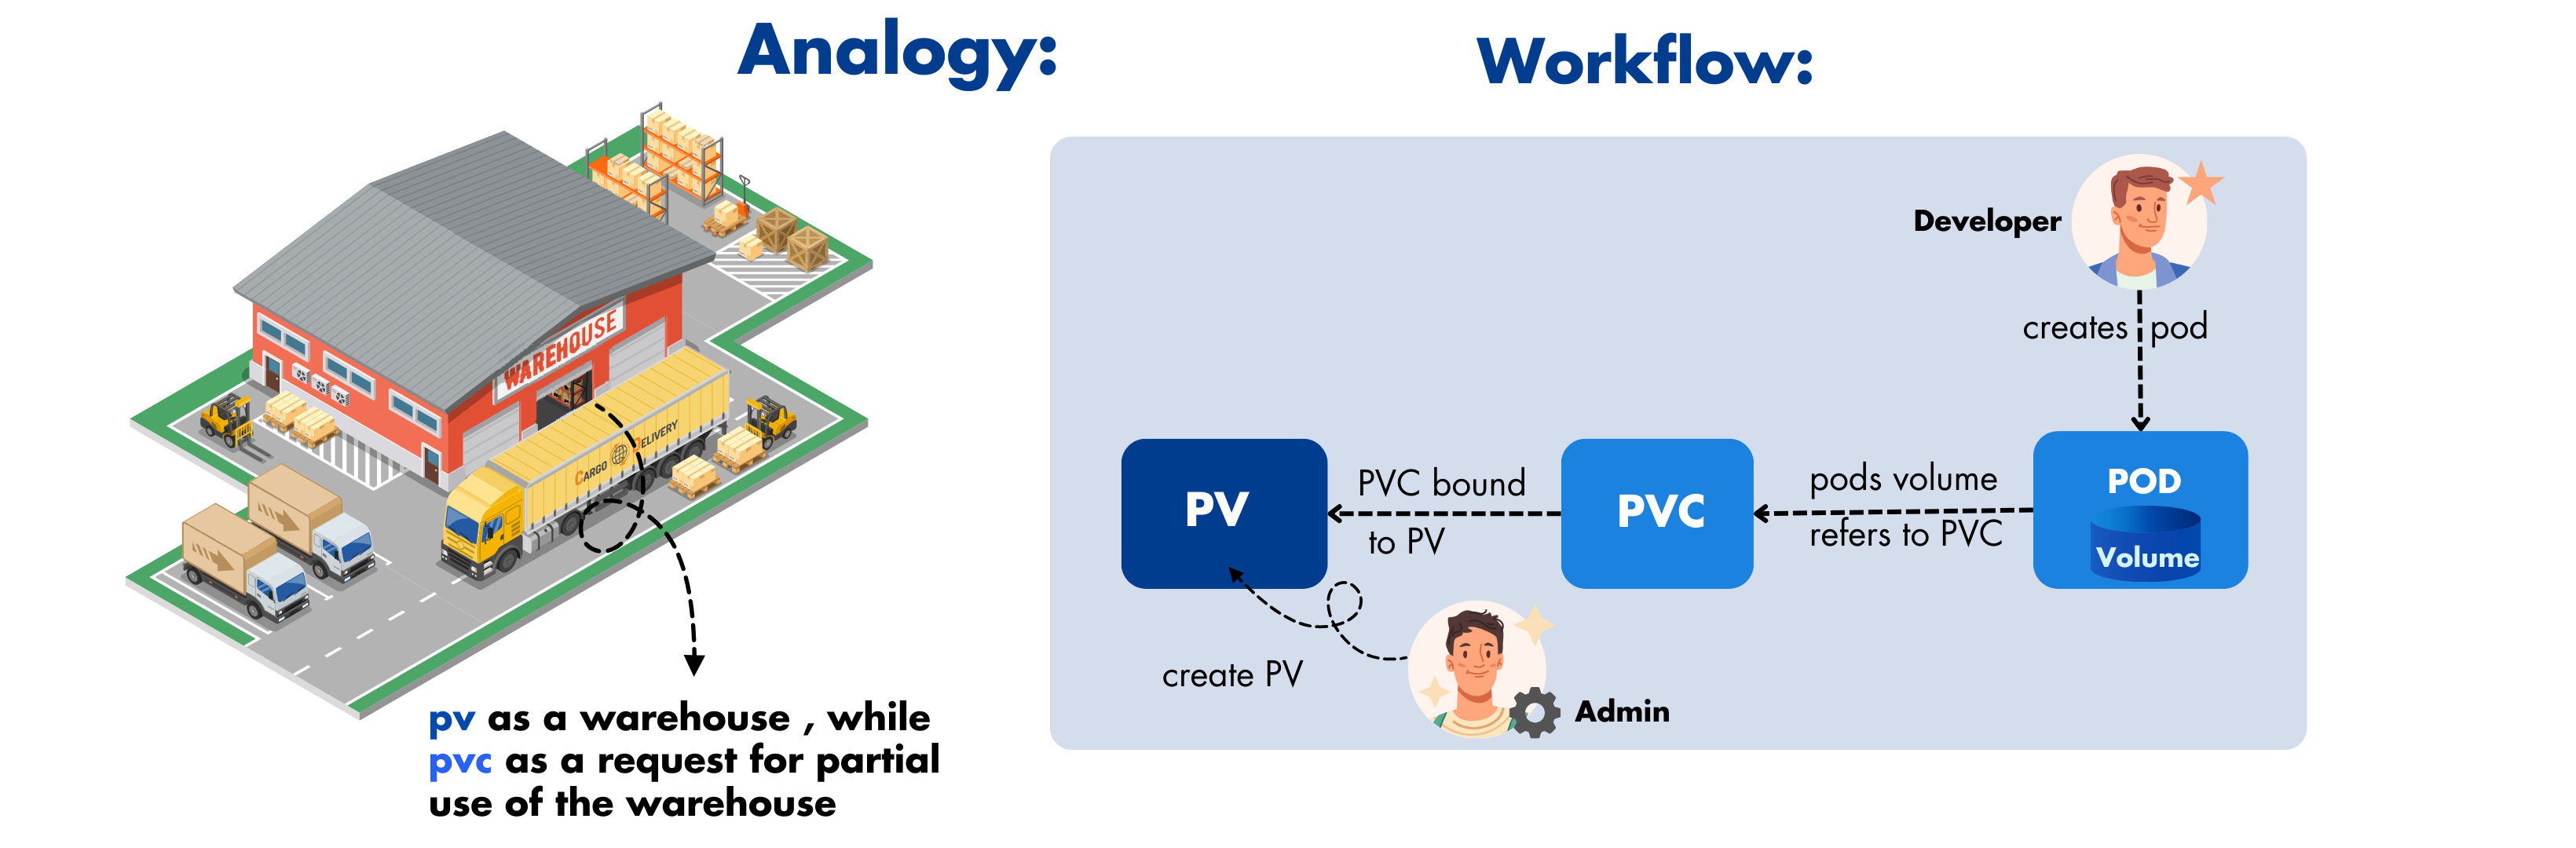 Analogy:
Workflow:
WAREHOUSE
CARGO DELIVERY
pv as a warehouse , while
pvc as a request for partial
use of the warehouse
Developer
creates pod
PV
PVC bound
to PV
PVC
pods volume
refers to PVC
POD
Volume
create PV
Admin